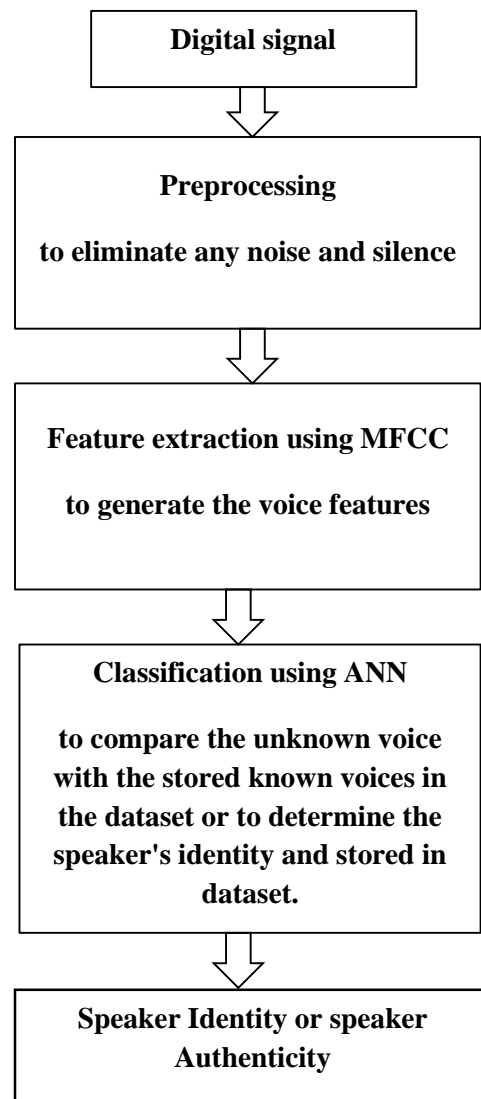 Digital signal
Preprocessing
to eliminate any noise and silence
Feature extraction using MFCC
to generate the voice features
Classification using ANN
to compare the unknown voice
with the stored known voices in
the dataset or to determine the
speaker's identity and stored in
dataset.
Speaker Identity or speaker
Authenticity